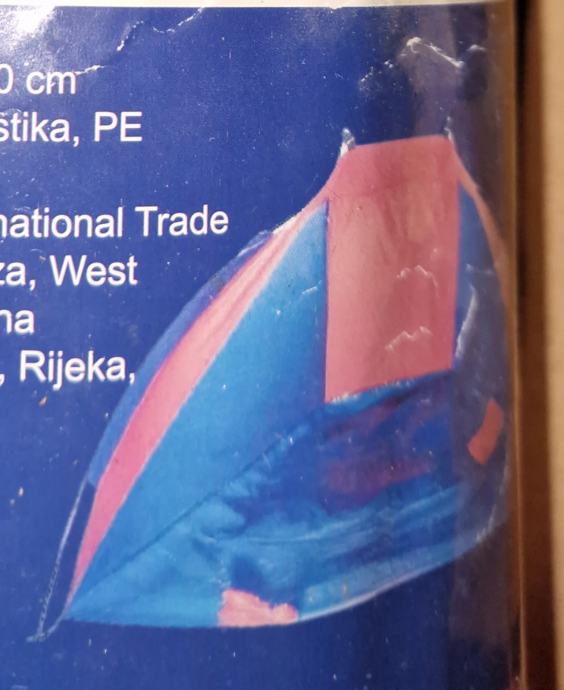 0 cm
štika, PE
national Trade
za, West
na
, Rijeka,